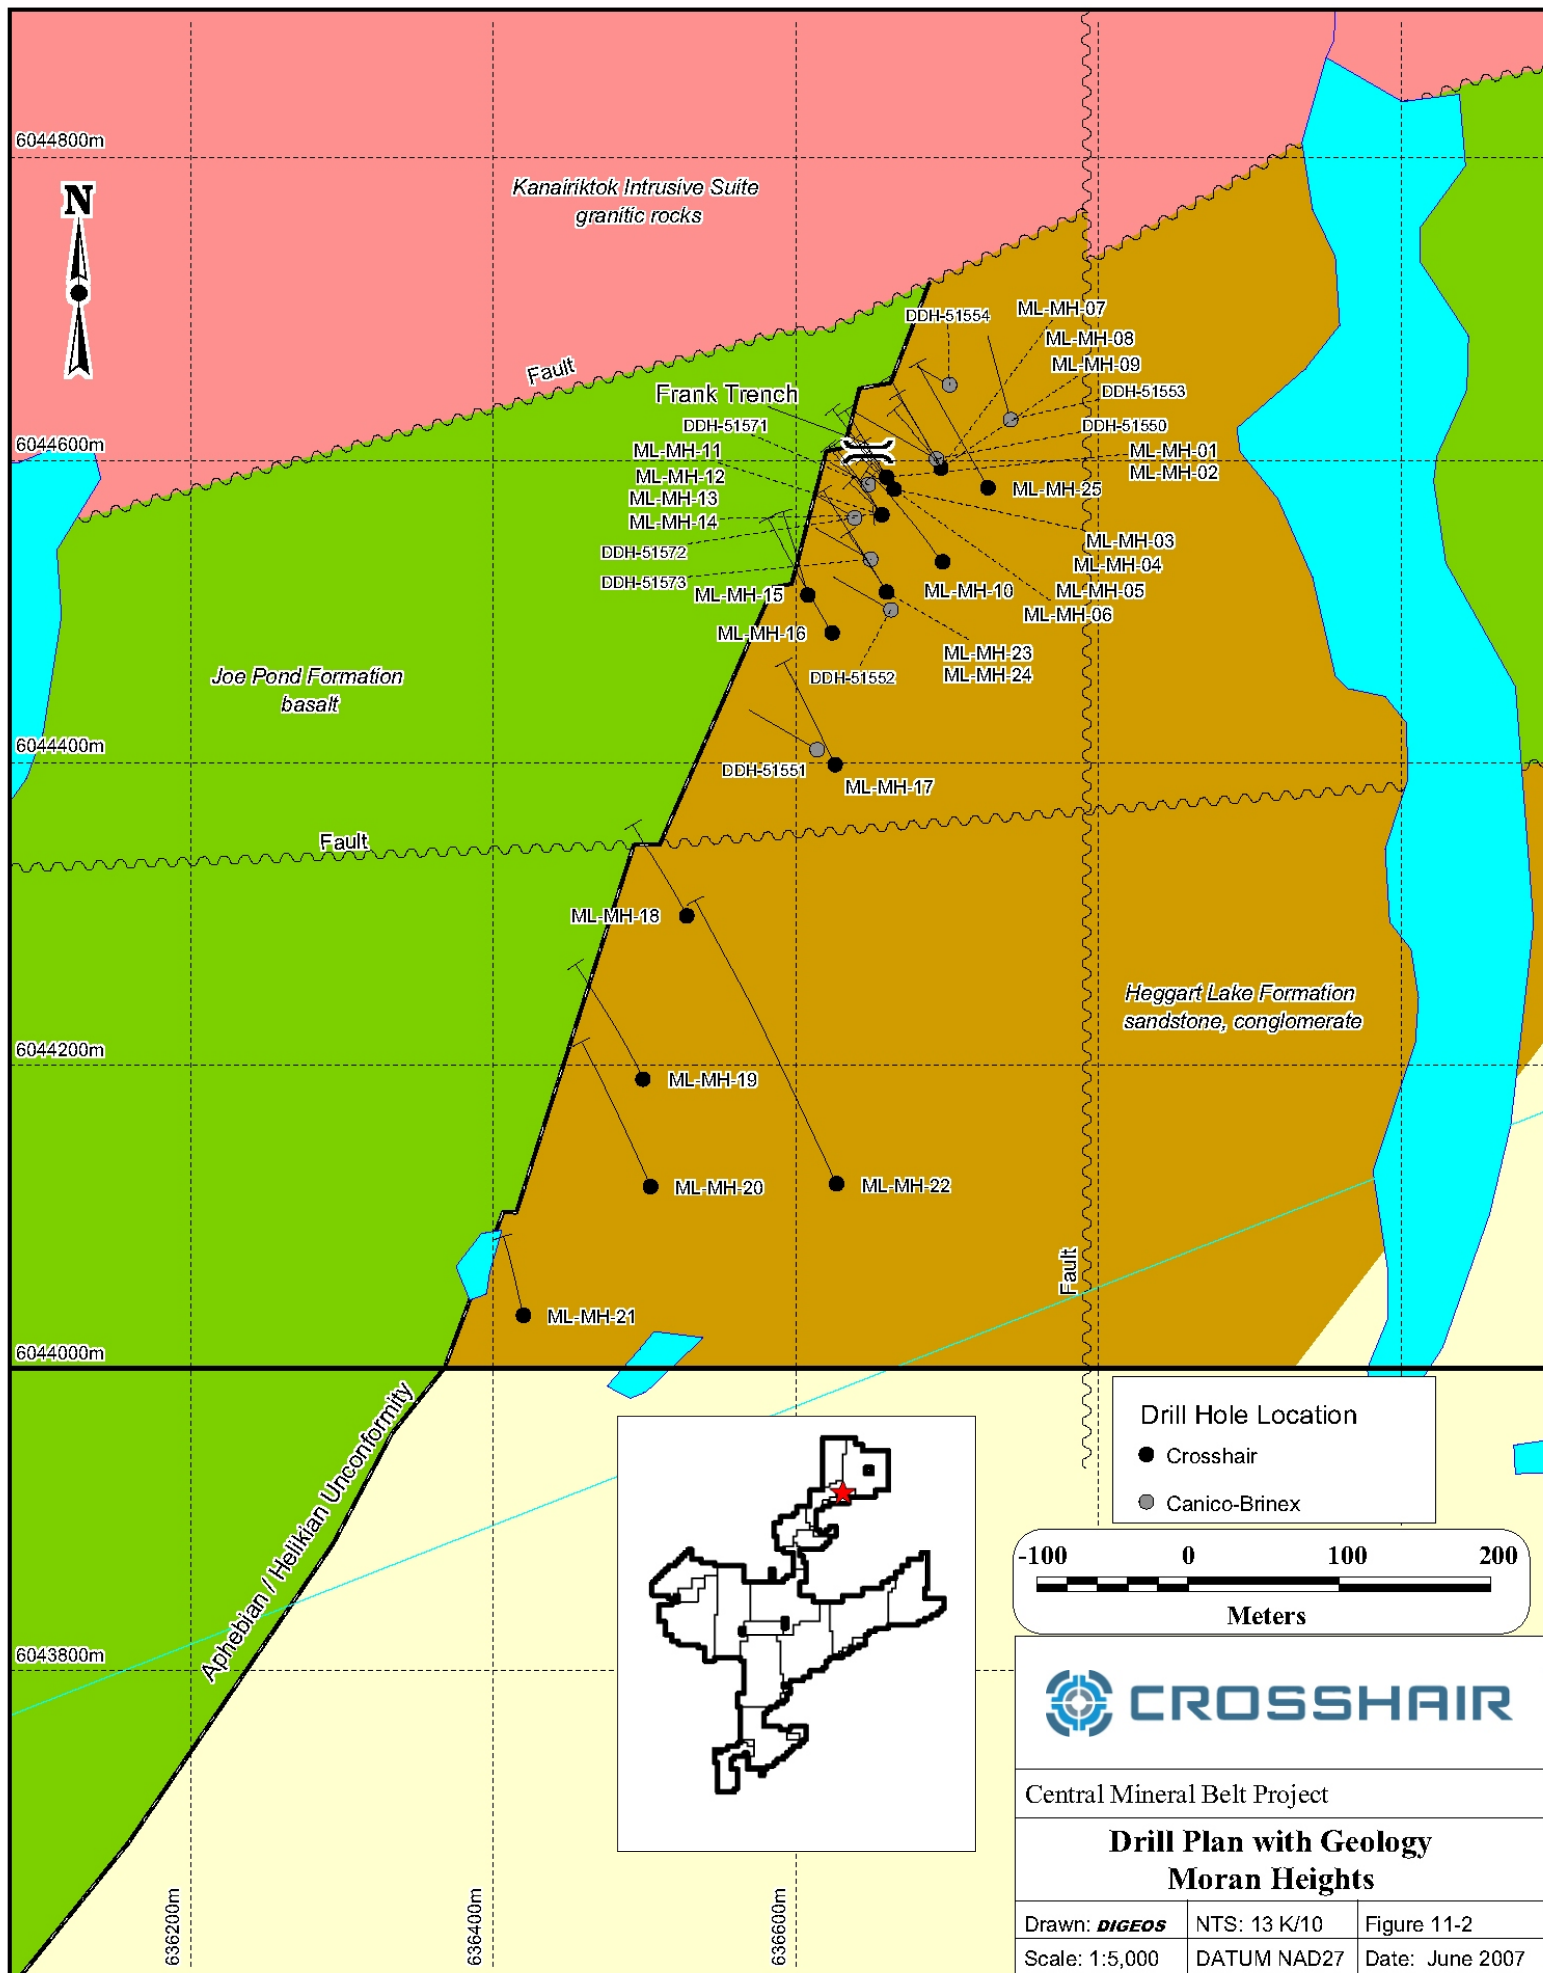 6044800m
N
Kanairiktok Intrusive Suite
granitic rocks
Fault
DDH-51554
ML-MH-07
ML-MH-08
ML-MH-09
Frank Trench
DDH-51553
DDH-51571
DDH-51550
6044600m
ML-MH-11
ML-MH-01
ML-MH-12
ML-MH-02
ML-MH-13
ML-MH-25
ML-MH-14
ML-MH-03
DDH-51572
ML-MH-04
DDH-51573
ML-MH-15
ML-MH-10
ML-MH-05
ML-MH-06
ML-MH-16
ML-MH-23
ML-MH-24
DDH-51552
Joe Pond Formation
basalt
6044400m
DDH-51551
ML-MH-17
Fault
ML-MH-18
Heggart Lake Formation
sandstone, conglomerate
6044200m
ML-MH-19
ML-MH-20
ML-MH-22
Fault
ML-MH-21
6044000m
Aphebian / Helikian Unconformity
Drill Hole Location
Crosshair
Canico-Brinex
-100 0 100 200
Meters
6043800m
CROSSHAIR
Central Mineral Belt Project
Drill Plan with Geology
Moran Heights
636200m
636400m
636600m
Drawn: DIGEOS NTS: 13 K/10 Figure 11-2
Scale: 1:5,000 DATUM NAD27 Date: June 2007